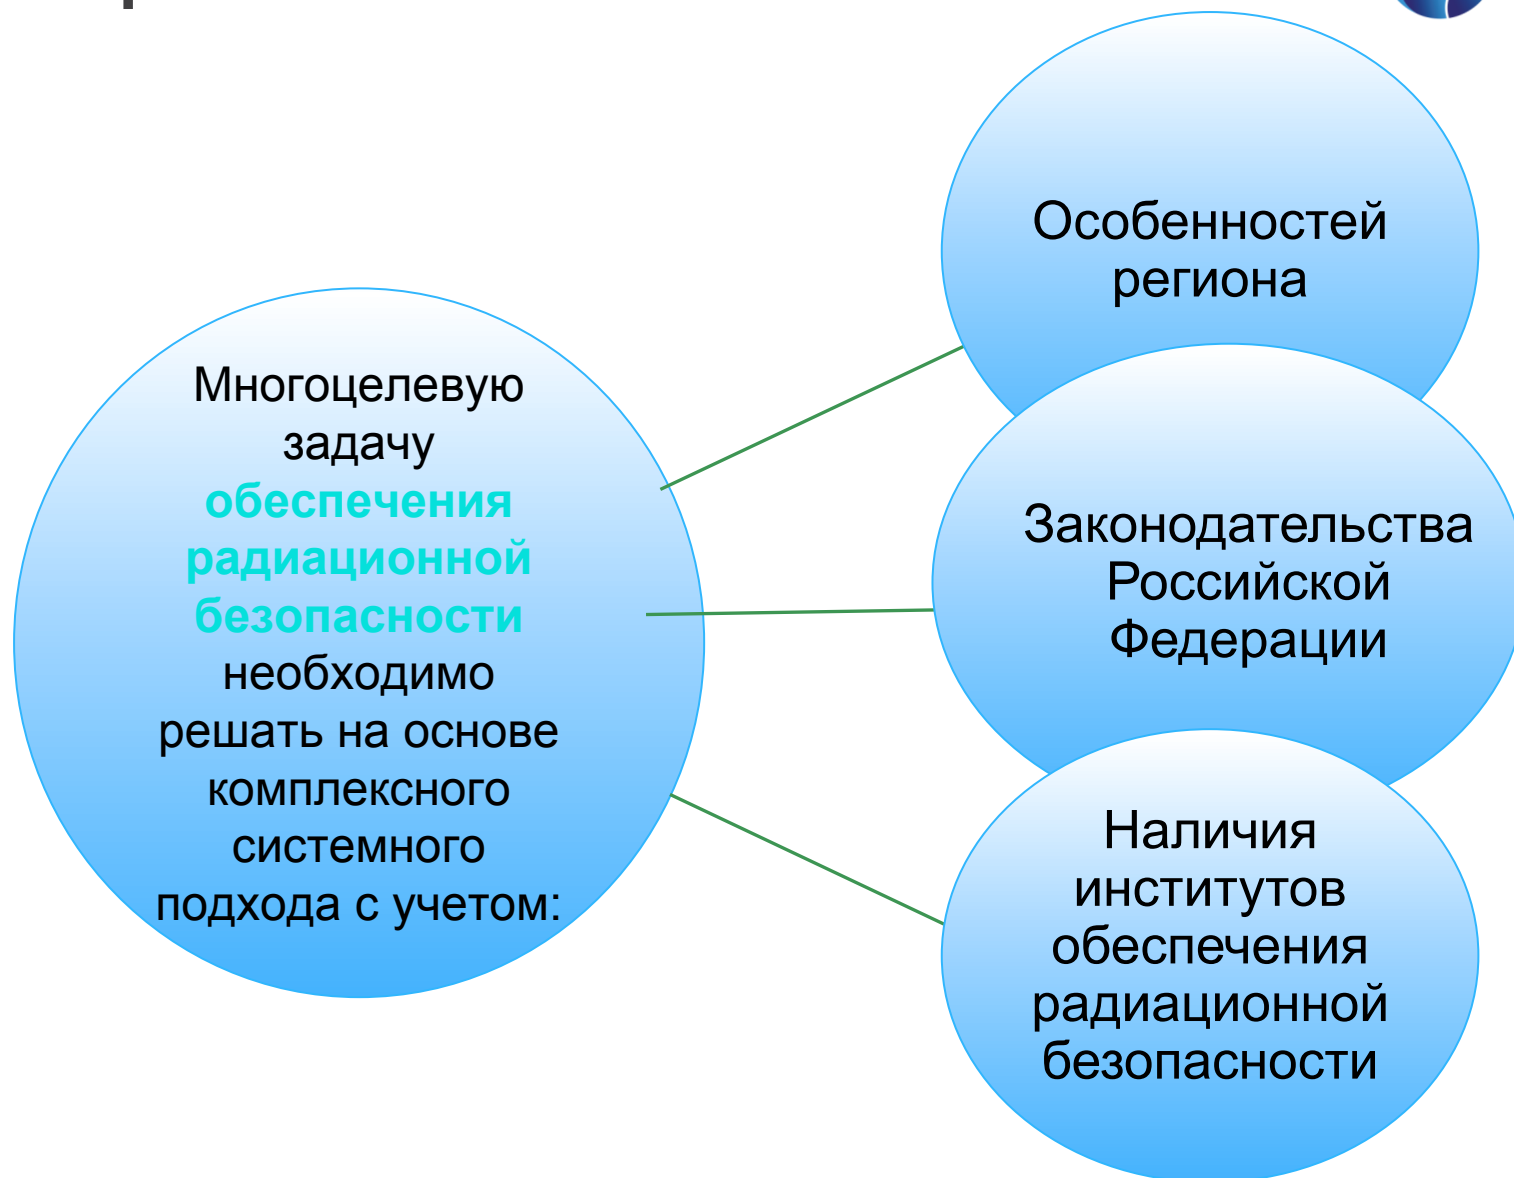 Многоцелевую
задачу
обеспечения
радиационной
безопасности
необходимо
решать на основе
комплексного
системного
подхода с учетом:
Особенностей
региона
Законодательства
Российской
Федерации
Наличия
институтов
обеспечения
радиационной
безопасности